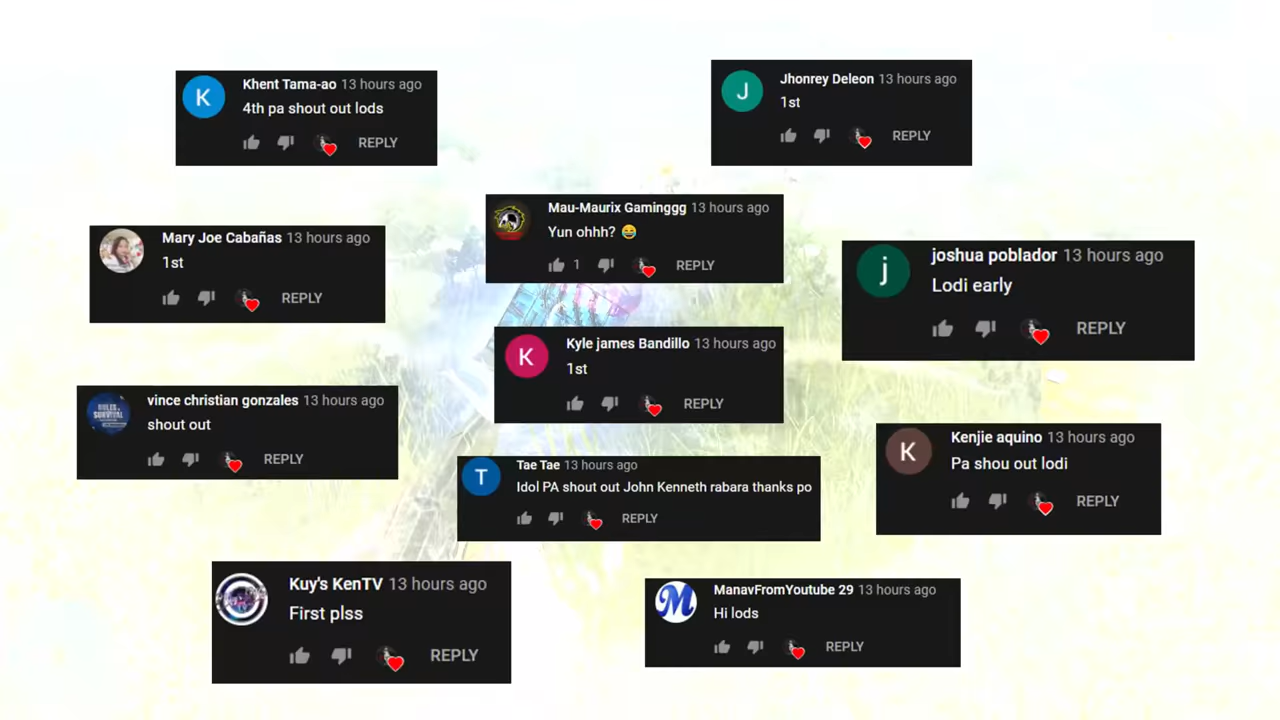 K
Khent Tama-ao 13 hours ago
4th pa shout out lods
REPLY
J
Jhonrey Deleon 13 hours ago
1st
REPLY
Mau-Maurix Gaminggg 13 hours ago
Yun ohhh? 😂
1
REPLY
Mary Joe Cabañas 13 hours ago
1st
REPLY
j
joshua poblador 13 hours ago
Lodi early
REPLY
K
Kyle james Bandillo 13 hours ago
1st
REPLY
vince christian gonzales 13 hours ago
shout out
REPLY
K
Kenjie aquino 13 hours ago
Pa shou out lodi
REPLY
T
Tae Tae 13 hours ago
Idol PA shout out John Kenneth rabara thanks po
REPLY
Kuy's KenTV 13 hours ago
First plss
REPLY
M
ManavFromYoutube 29 13 hours ago
Hi lods
REPLY